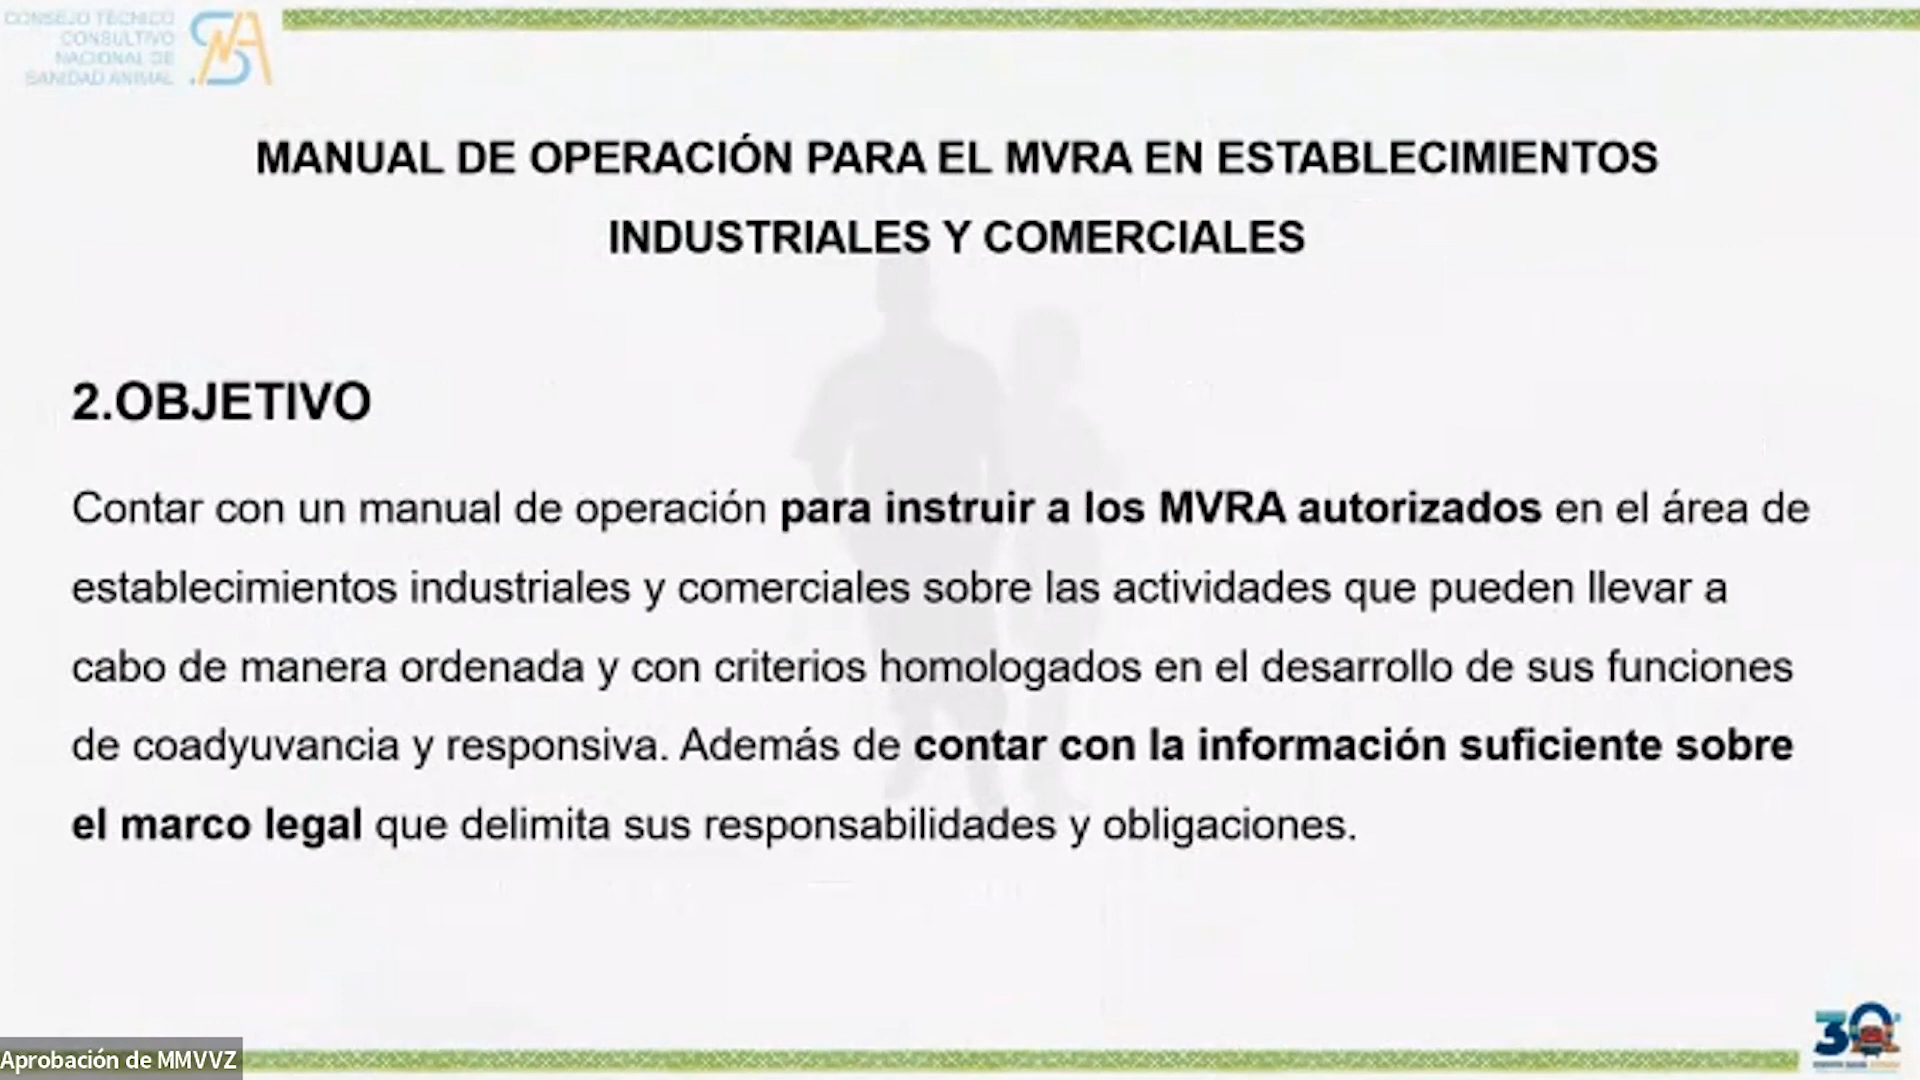 CONSEJO TÉCNICO
CONSULTIVO
NACIONAL DE
SANIDAD ANIMAL
MANUAL DE OPERACIÓN PARA EL MVRA EN ESTABLECIMIENTOS
INDUSTRIALES Y COMERCIALES
2.OBJETIVO
Contar con un manual de operación para instruir a los MVRA autorizados en el área de
establecimientos industriales y comerciales sobre las actividades que pueden llevar a
cabo de manera ordenada y con criterios homologados en el desarrollo de sus funciones
de coadyuvancia y responsiva. Además de contar con la información suficiente sobre
el marco legal que delimita sus responsabilidades y obligaciones.
30
Aprobación de MMVVZ